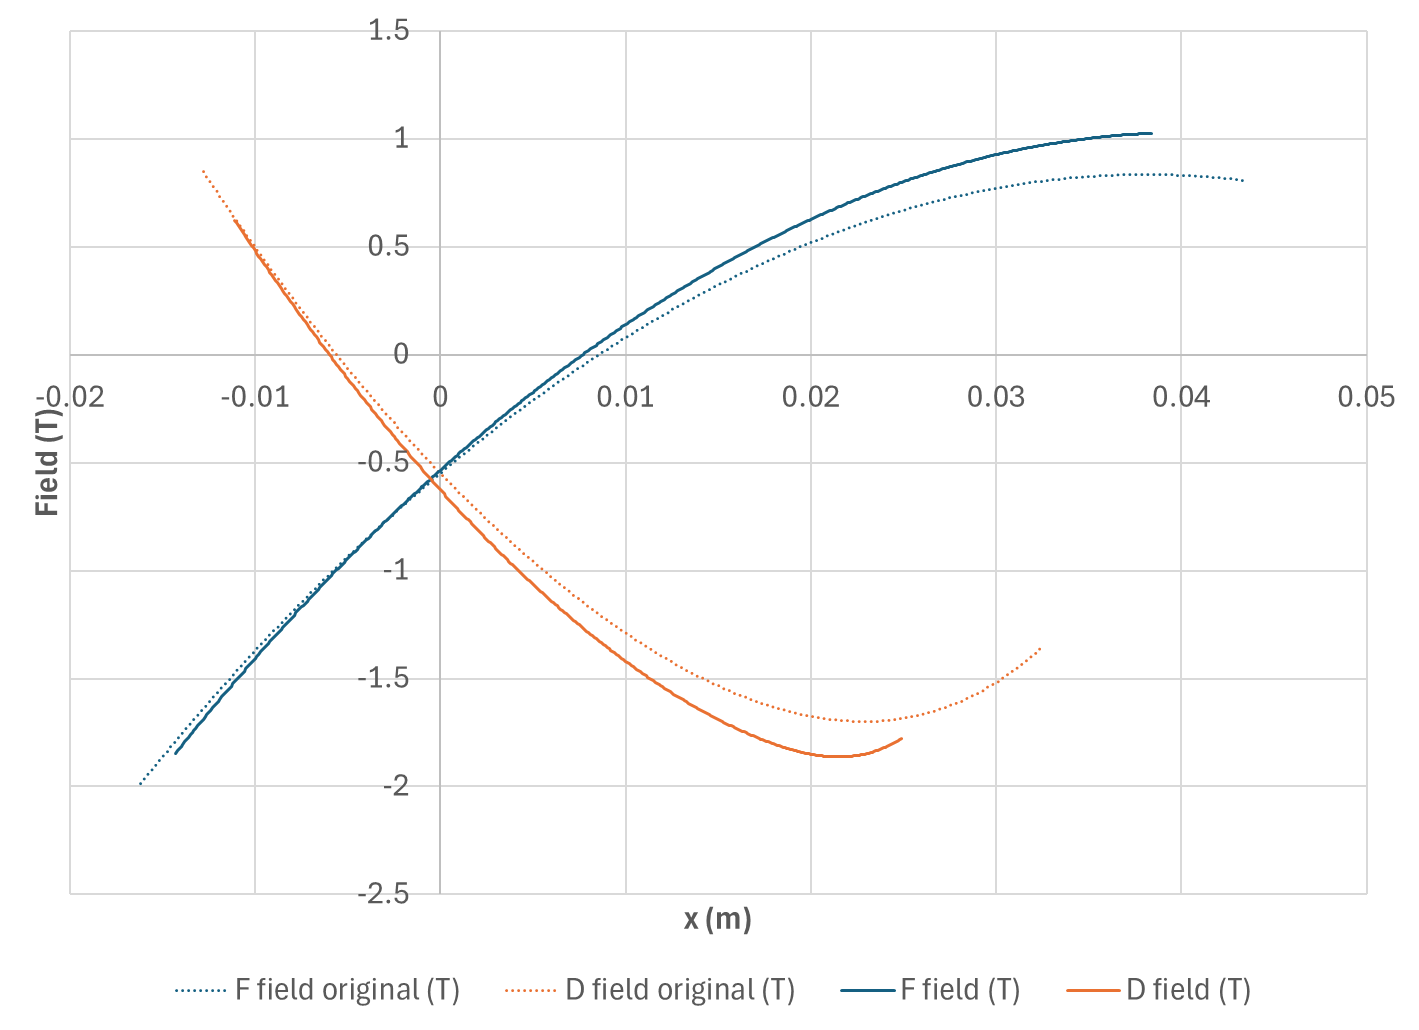 1.5
1
0.5
0
-0.02 -0.01 0 0.01 0.02 0.03 0.04 0.05
-0.5
-1
-1.5
-2
-2.5
Field (T)
x (m)
F field original (T) D field original (T) F field (T) D field (T)